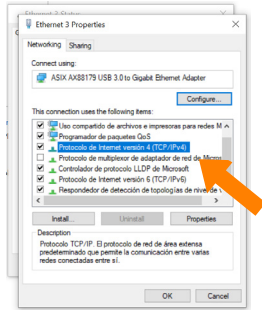 Ethernet 3 Status
Ethernet 3 Properties
Networking Sharing
Connect using:
ASIX AX88179 USB 3.0 to Gigabit Ethernet Adapter
Configure...
This connection uses the following items:
Uso compartido de archivos e impresoras para redes M
Programador de paquetes QoS
Protocolo de Internet versión 4 (TCP/IPv4)
Protocolo de multiplexor de adaptador de red de
Controlador de protocolo LLDP de Microsoft
Protocolo de Internet versión 6 (TCP/IPv6)
Respondedor de detección de topologías de nivel de
Install... Uninstall Properties
Description
Protocolo TCP/IP. El protocolo de red de área extensa
predeterminado que permite la comunicación entre varias
redes conectadas entre sí.
OK Cancel